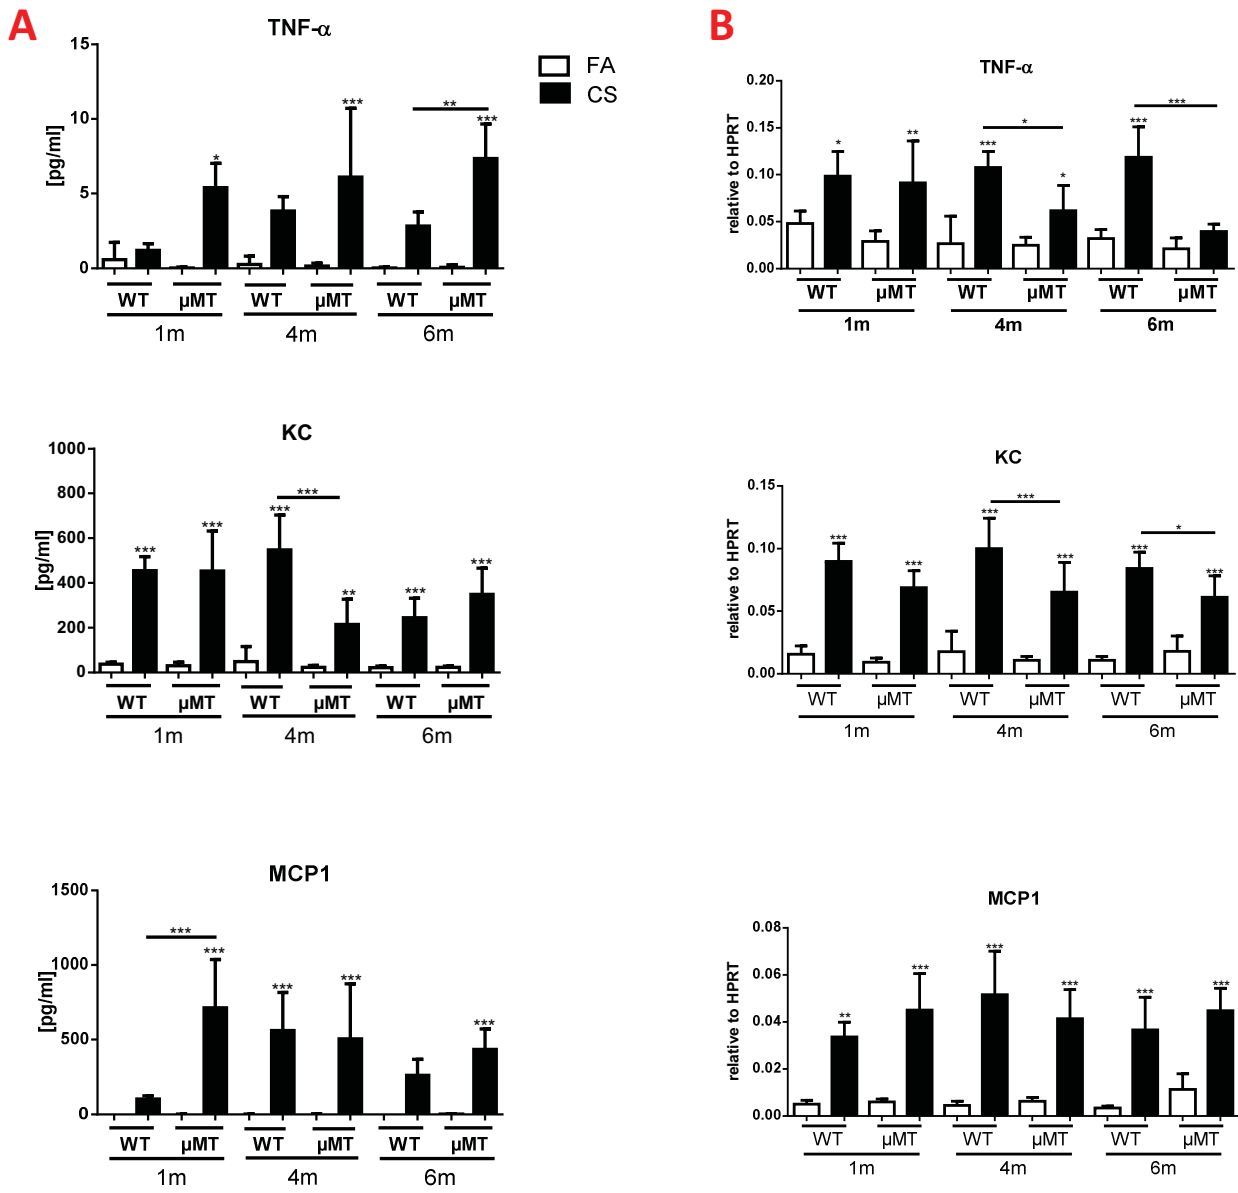 A
TNF-α
15
10
5
0
[pg/ml]
* *** ** ***
WT µMT WT µMT WT µMT
1m 4m 6m
FA
CS
B
TNF-α
0.20
0.15
0.10
0.05
0.00
relative to HPRT
* ** *** * * *** ***
WT µMT WT µMT WT µMT
1m 4m 6m
KC
1000
800
600
400
200
0
[pg/ml]
*** *** *** *** ** *** ***
WT µMT WT µMT WT µMT
1m 4m 6m
KC
0.15
0.10
0.05
0.00
relative to HPRT
*** *** *** *** *** *** * ***
WT µMT WT µMT WT µMT
1m 4m 6m
MCP1
1500
1000
500
0
[pg/ml]
*** *** *** *** ***
WT µMT WT µMT WT µMT
1m 4m 6m
MCP1
0.08
0.06
0.04
0.02
0.00
relative to HPRT
** *** *** *** *** ***
WT µMT WT µMT WT µMT
1m 4m 6m